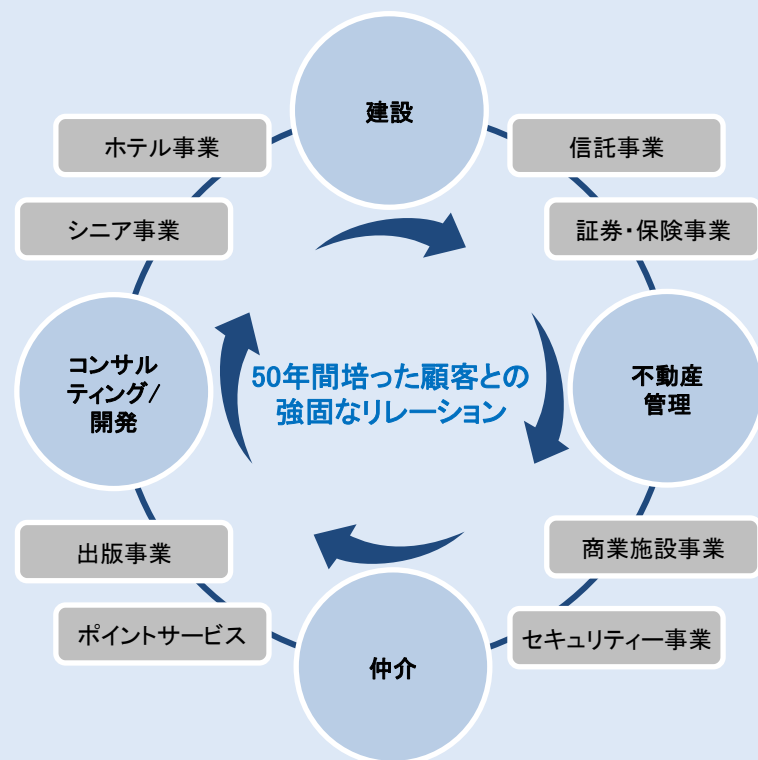 建設
ホテル事業
信託事業
シニア事業
証券・保険事業
コンサル
ティング/
開発
50年間培った顧客との
強固なリレーション
不動産
管理
出版事業
商業施設事業
ポイントサービス
セキュリティー事業
仲介